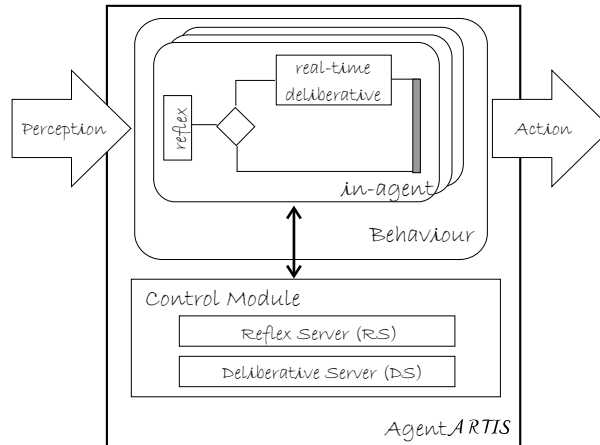 real-time
deliberative
reflex
Perception
Action
in-agent
Behaviour
Control Module
Reflex Server (RS)
Deliberative Server (DS)
Agent ARTIS